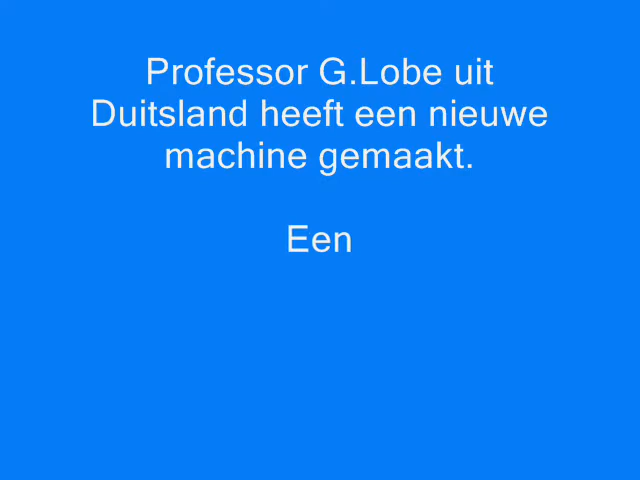 Professor G.Lobe uit
Duitsland heeft een nieuwe
machine gemaakt.
Een